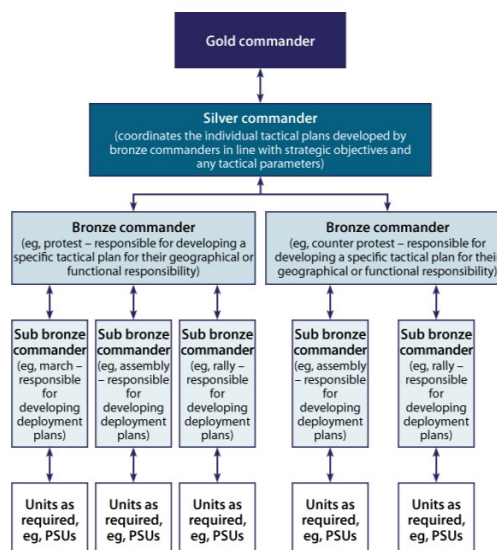 Gold commander
Silver commander
(coordinates the individual tactical plans developed by
bronze commanders in line with strategic objectives and
any tactical parameters)
Bronze commander
(eg, protest – responsible for developing a
specific tactical plan for their geographical or
functional responsibility)
Bronze commander
(eg, counter protest – responsible for
developing a specific tactical plan for their
geographical or functional responsibility)
Sub bronze
commander
(eg, march –
responsible
for
developing
deployment
plans)
Sub bronze
commander
(eg, assembly –
responsible for
developing
deployment
plans)
Sub bronze
commander
(eg, rally –
responsible
for
developing
deployment
plans)
Sub bronze
commander
(eg, assembly –
responsible for
developing
deployment
plans)
Sub bronze
commander
(eg, rally –
responsible for
developing
deployment
plans)
Units as
required,
eg, PSUs
Units as
required,
eg, PSUs
Units as
required,
eg, PSUs
Units as
required,
eg, PSUs
Units as
required,
eg, PSUs